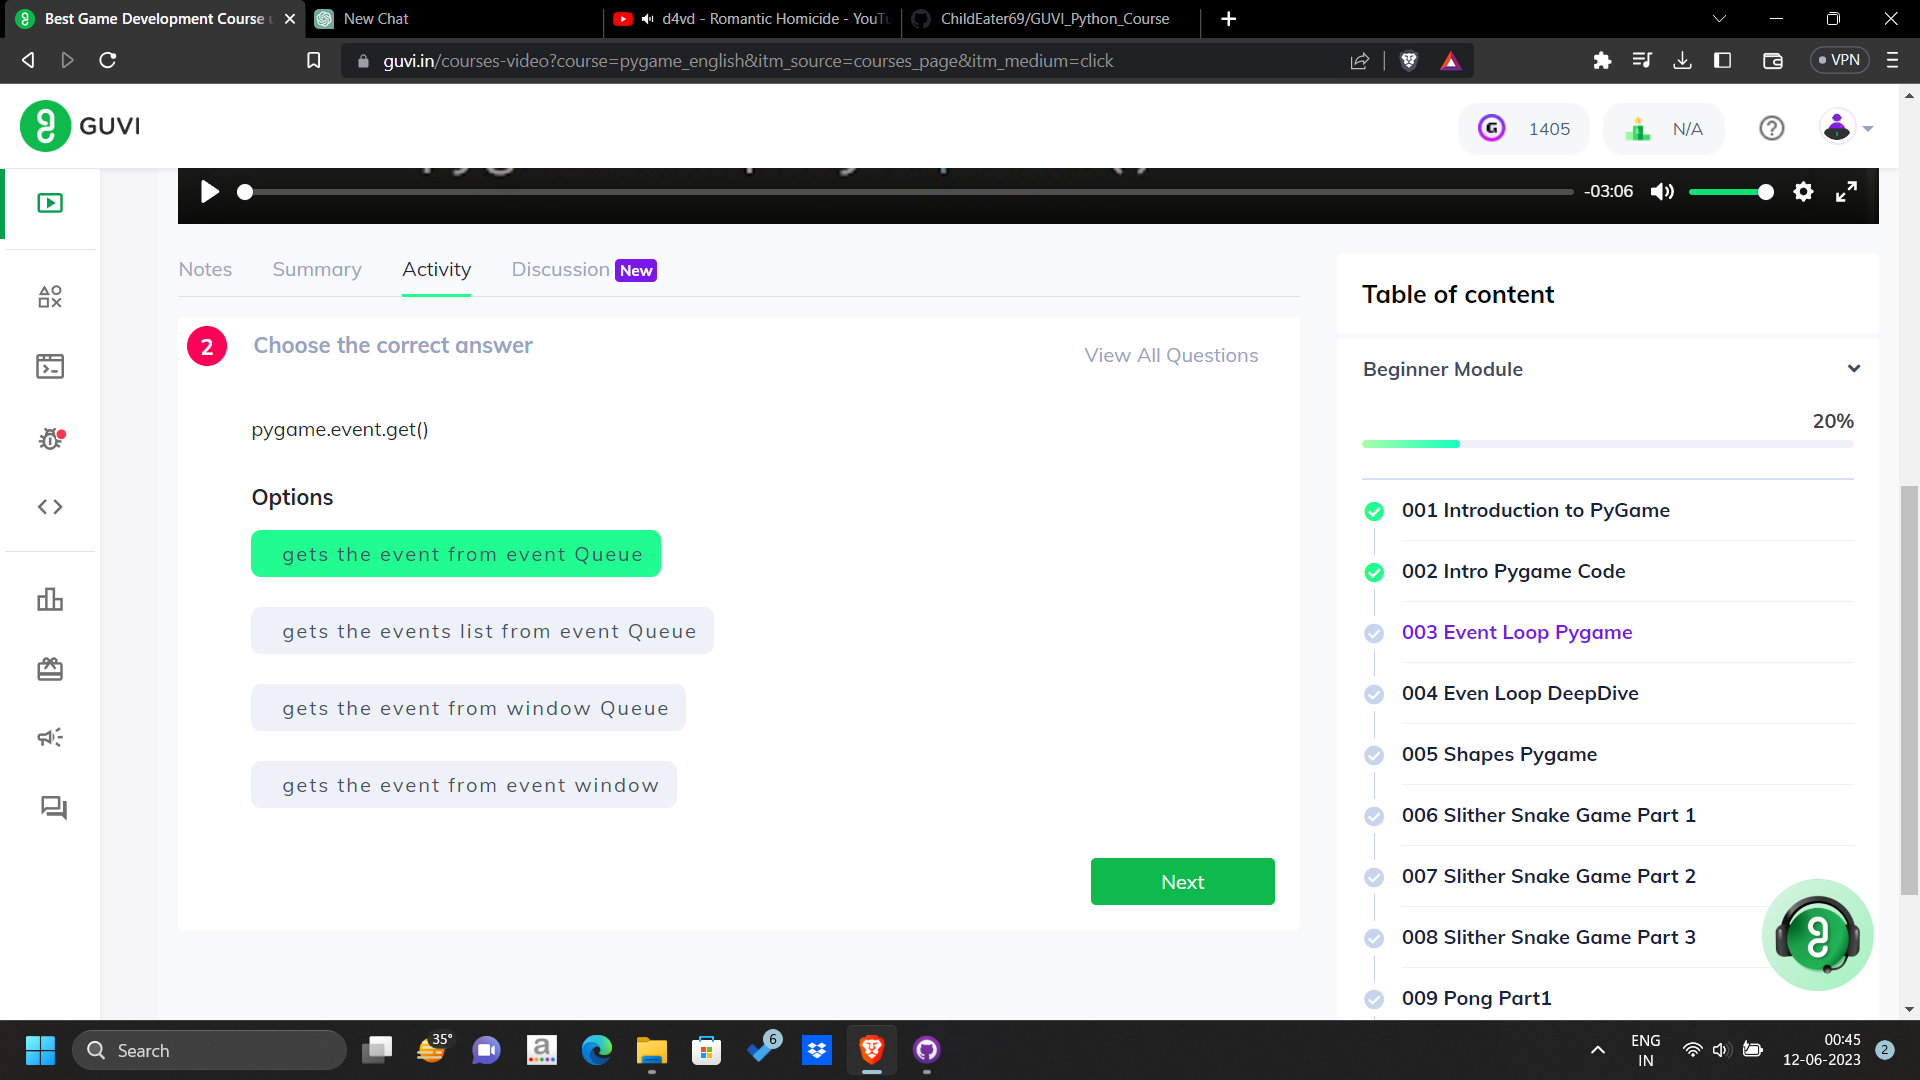 Best Game Development Course u
New Chat
d4vd - Romantic Homicide - YouTu
ChildEater69/GUVI_Python_Course
guvi.in/courses-video?course=pygame_english&itm_source=courses_page&itm_medium=click
VPN
GUVI
G
1405
N/A
-03:06
Notes
Summary
Activity
Discussion New
2
Choose the correct answer
View All Questions
pygame.event.get()
Options
gets the event from event Queue
gets the events list from event Queue
gets the event from window Queue
gets the event from event window
Next
Table of content
Beginner Module
20%
001 Introduction to PyGame
002 Intro Pygame Code
003 Event Loop Pygame
004 Even Loop DeepDive
005 Shapes Pygame
006 Slither Snake Game Part 1
007 Slither Snake Game Part 2
008 Slither Snake Game Part 3
009 Pong Part1
Search
35°
a
6
ENG
IN
00:45
12-06-2023
2